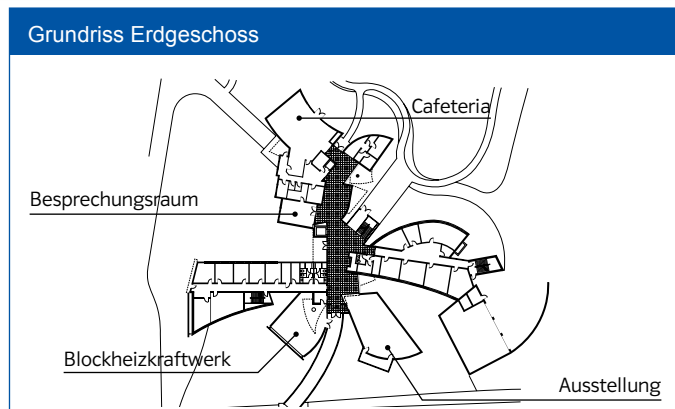 Grundriss Erdgeschoss
Cafeteria
Besprechungsraum
Blockheizkraftwerk
Ausstellung